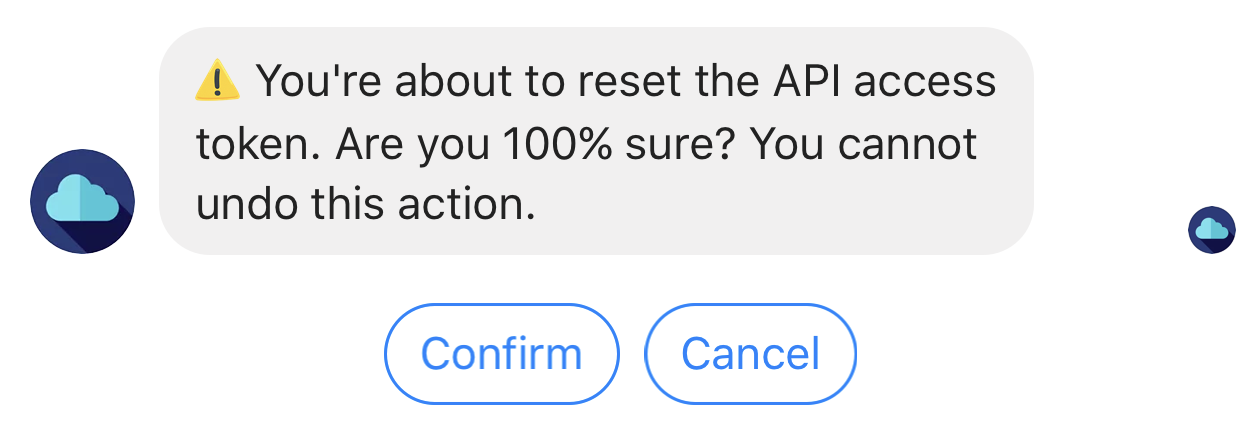 ⚠️ You're about to reset the API access
token. Are you 100% sure? You cannot
undo this action.
Confirm
Cancel